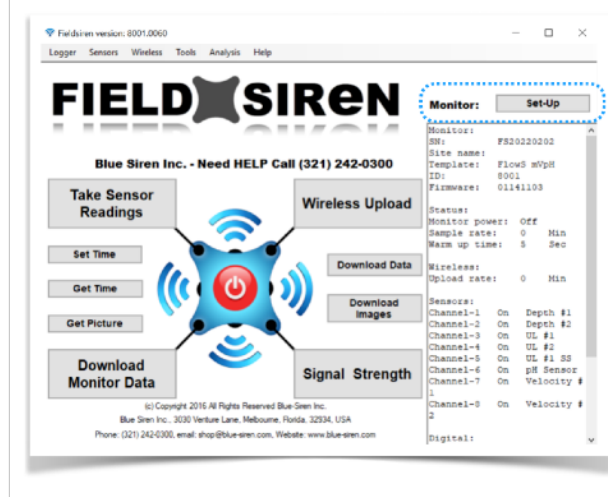 Fieldsiren version: 8001.0060
Logger Sensors Wireless Tools Analysis Help
FIELD SIReN
Blue Siren Inc. - Need HELP Call (321) 242-0300
Take Sensor
Readings
Wireless Upload
Set Time
Get Time
Get Picture
Download Data
Download
Images
Download
Monitor Data
Signal Strength
(c) Copyright 2016 All Rights Reserved Blue-Siren Inc.
Blue Siren Inc., 3030 Venture Lane, Melbourne, Florida, 32934, USA
Phone: (321) 242-0300, email: shop@blue-siren.com, Website: www.blue-siren.com
Monitor: Set-Up
Monitor:
SN: FS20220202
Site name:
Template: FlowS mVpH
ID: 8001
Firmware: 01141103
Status:
Monitor power: Off
Sample rate: 0 Min
Warm up time: 5 Sec
Wireless:
Upload rate: 0 Min
Sensors:
Channel-1 On Depth #1
Channel-2 On Depth #2
Channel-3 On UL #1
Channel-4 On UL #2
Channel-5 On UL #1 SS
Channel-6 On pH Sensor
Channel-7 On Velocity #
1
Channel-8 On Velocity #
2
Digital: